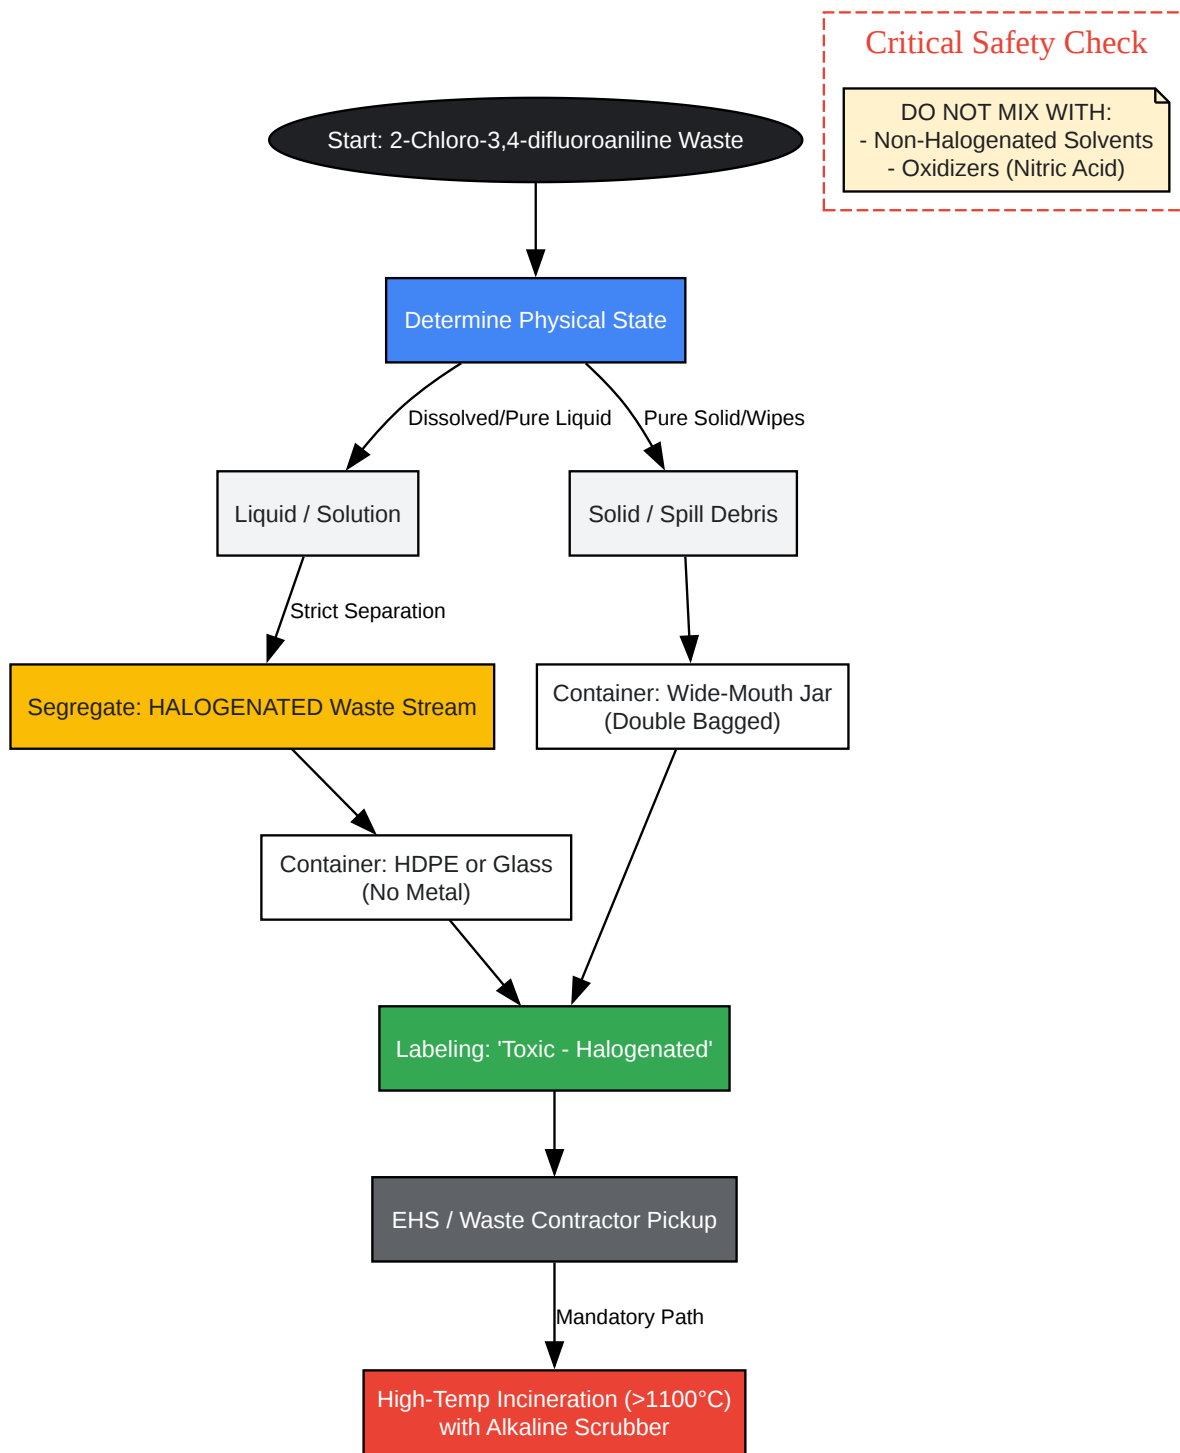 Critical Safety Check
DO NOT MIX WITH:
- Non-Halogenated Solvents
- Oxidizers (Nitric Acid)
Start: 2-Chloro-3,4-difluoroaniline Waste
Determine Physical State
Dissolved/Pure Liquid
Pure Solid/Wipes
Liquid / Solution
Solid / Spill Debris
Strict Separation
Segregate: HALOGENATED Waste Stream
Container: Wide-Mouth Jar
(Double Bagged)
Container: HDPE or Glass
(No Metal)
Labeling: 'Toxic - Halogenated'
EHS / Waste Contractor Pickup
Mandatory Path
High-Temp Incineration (>1100°C)
with Alkaline Scrubber